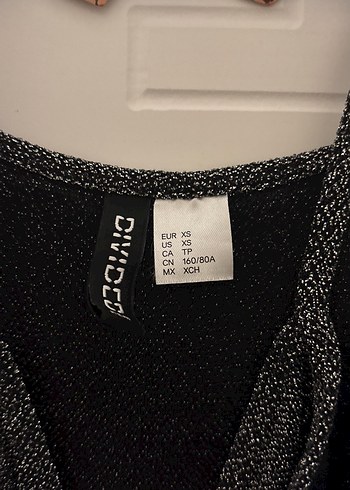 DIVIDED
EUR XS
US XS
CA TP
CN 160/80A
MX XCH